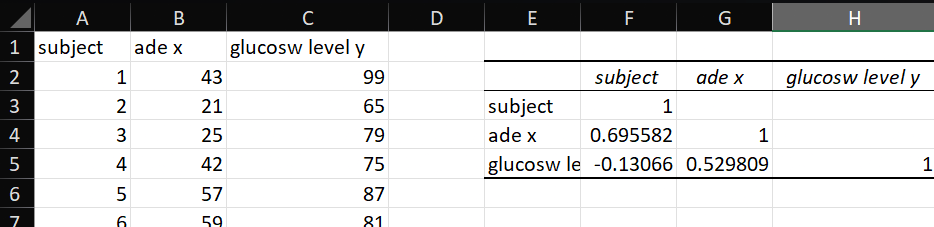 A B C D E F G H
1 subject ade x glucosw level y
2 1 43 99 subject ade x glucosw level y
3 2 21 65 subject 1
4 3 25 79 ade x 0.695582 1
5 4 42 75 glucosw le -0.13066 0.529809 1
6 5 57 87
7 6 59 81